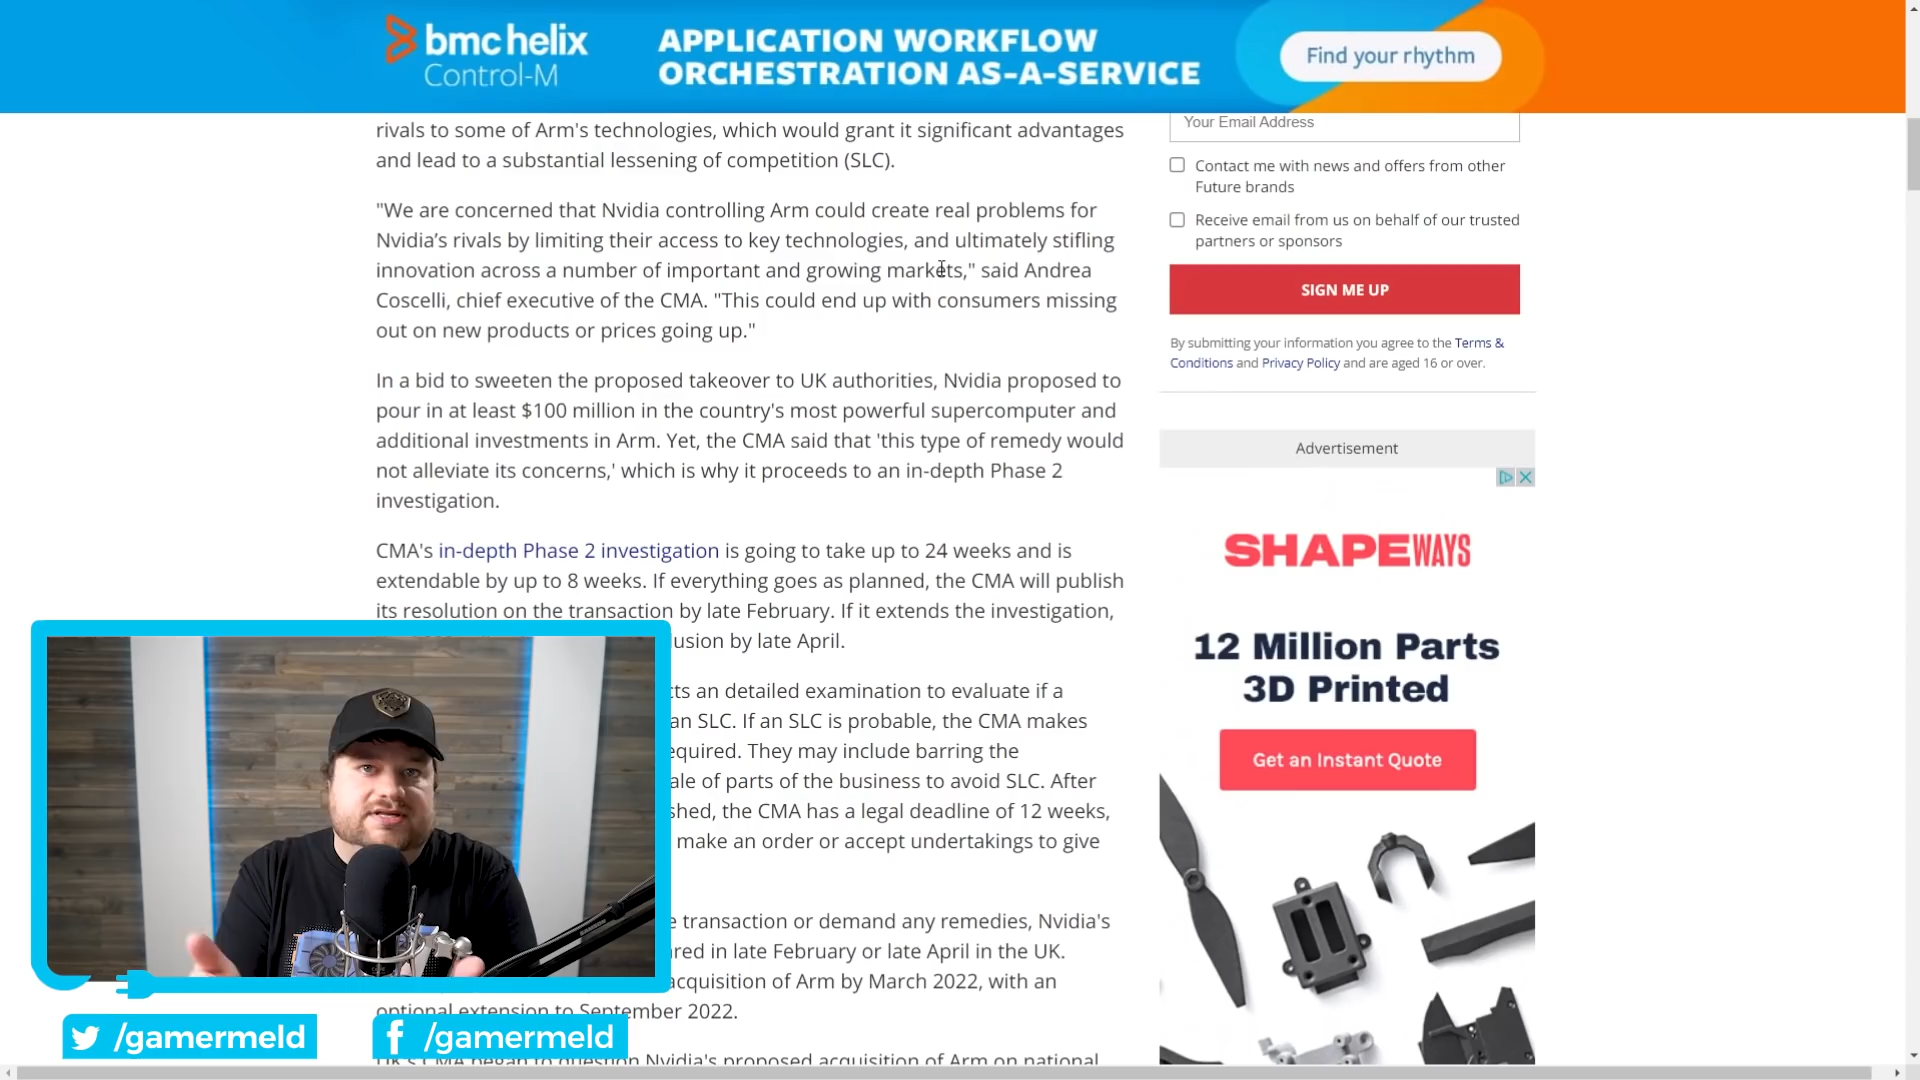 bmc helix
Control-M
APPLICATION WORKFLOW
ORCHESTRATION AS-A-SERVICE
Find your rhythm
rivals to some of Arm's technologies, which would grant it significant advantages
and lead to a substantial lessening of competition (SLC).
"We are concerned that Nvidia controlling Arm could create real problems for
Nvidia’s rivals by limiting their access to key technologies, and ultimately stifling
innovation across a number of important and growing markets," said Andrea
Coscelli, chief executive of the CMA. "This could end up with consumers missing
out on new products or prices going up."
In a bid to sweeten the proposed takeover to UK authorities, Nvidia proposed to
pour in at least $100 million in the country's most powerful supercomputer and
additional investments in Arm. Yet, the CMA said that 'this type of remedy would
not alleviate its concerns,' which is why it proceeds to an in-depth Phase 2
investigation.
CMA's in-depth Phase 2 investigation is going to take up to 24 weeks and is
extendable by up to 8 weeks. If everything goes as planned, the CMA will publish
its resolution on the transaction by late February. If it extends the investigation,
lusion by late April.
cts an detailed examination to evaluate if a
an SLC. If an SLC is probable, the CMA makes
equired. They may include barring the
ale of parts of the business to avoid SLC. After
shed, the CMA has a legal deadline of 12 weeks,
make an order or accept undertakings to give
e transaction or demand any remedies, Nvidia's
red in late February or late April in the UK.
acquisition of Arm by March 2022, with an
optional extension to September 2022.
UK's CMA began to question Nvidia's proposed acquisition of Arm on national
Your Email Address
Contact me with news and offers from other
Future brands
Receive email from us on behalf of our trusted
partners or sponsors
SIGN ME UP
By submitting your information you agree to the Terms &
Conditions and Privacy Policy and are aged 16 or over.
Advertisement
SHAPEWAYS
12 Million Parts
3D Printed
Get an Instant Quote
/gamermeld
/gamermeld